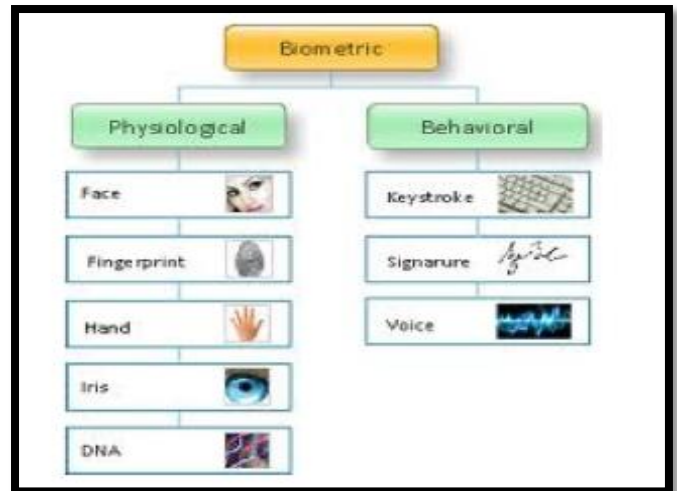 Biometric
Physiological
Behavioral
Face
Fingerprint
Hand
Iris
DNA
Keystroke
Signarure
Voice